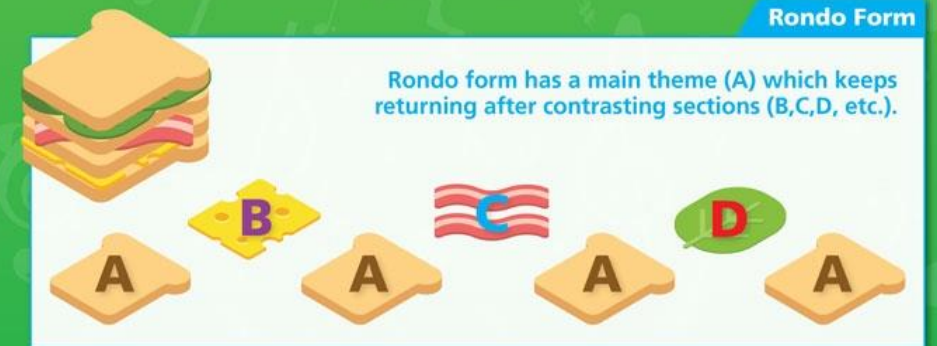 Rondo Form
Rondo form has a main theme (A) which keeps
returning after contrasting sections (B,C,D, etc.).
A
B
A
C
A
D
A